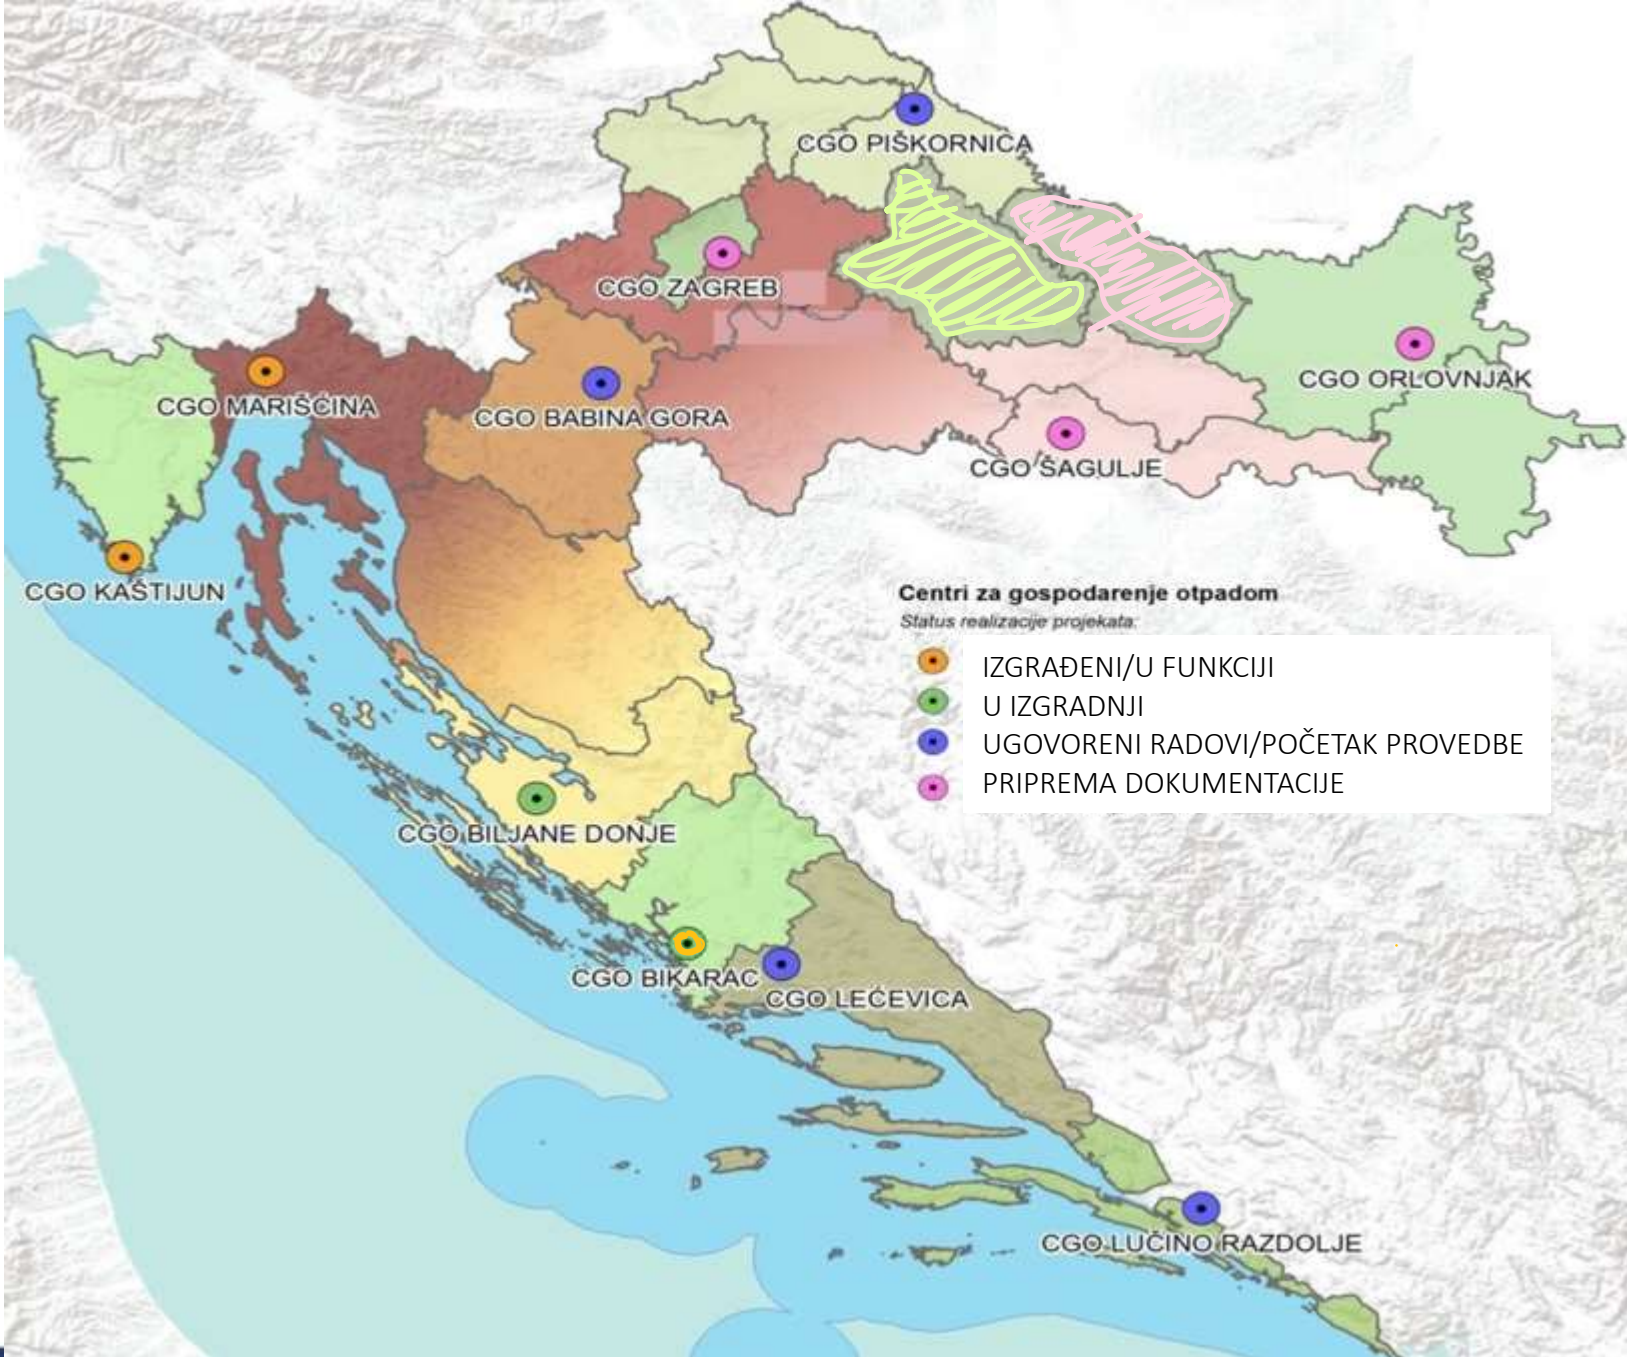 CGO PIŠKORNICA
CGO ZAGREB
CGO MARIŠĆINA
CGO BABINA GORA
CGO ORLOVNJAK
CGO ŠAGULJE
CGO KAŠTIJUN
Centri za gospodarenje otpadom
Status realizacije projekata:
IZGRAĐENI/U FUNKCIJI
U IZGRADNJI
UGOVORENI RADOVI/POČETAK PROVEDBE
PRIPREMA DOKUMENTACIJE
CGO BILJANE DONJE
CGO BIKARAC
CGO LEĆEVICA
CGO LUČINO RAZDOLJE